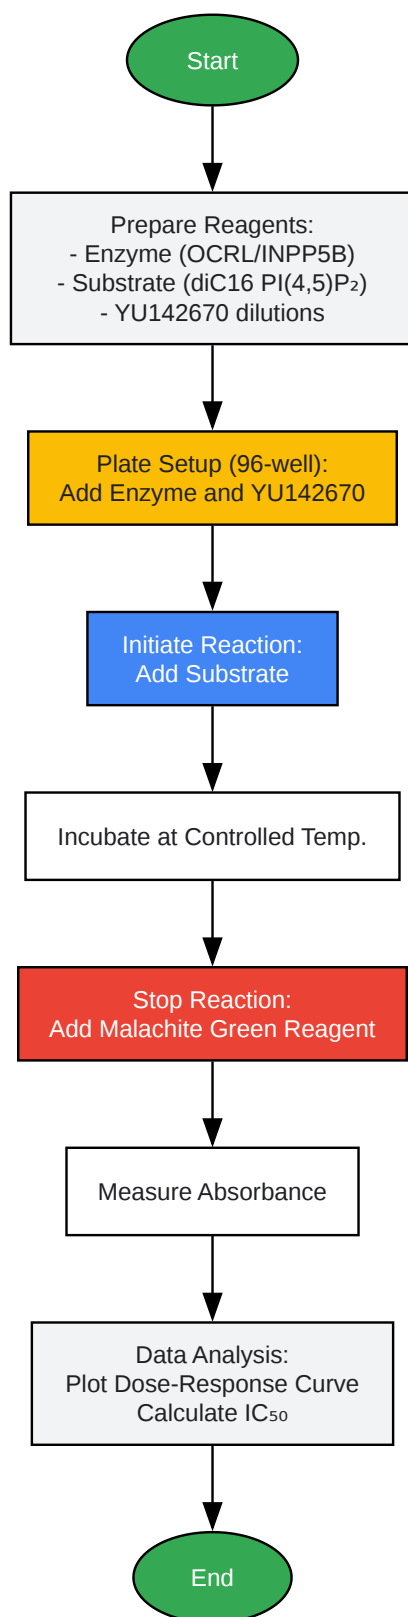 Start
Prepare Reagents:
- Enzyme (OCRL/INPP5B)
- Substrate (diC16 PI(4,5)P₂)
- YU142670 dilutions
Plate Setup (96-well):
Add Enzyme and YU142670
Initiate Reaction:
Add Substrate
Incubate at Controlled Temp.
Stop Reaction:
Add Malachite Green Reagent
Measure Absorbance
Data Analysis:
Plot Dose-Response Curve
Calculate IC₅₀
End